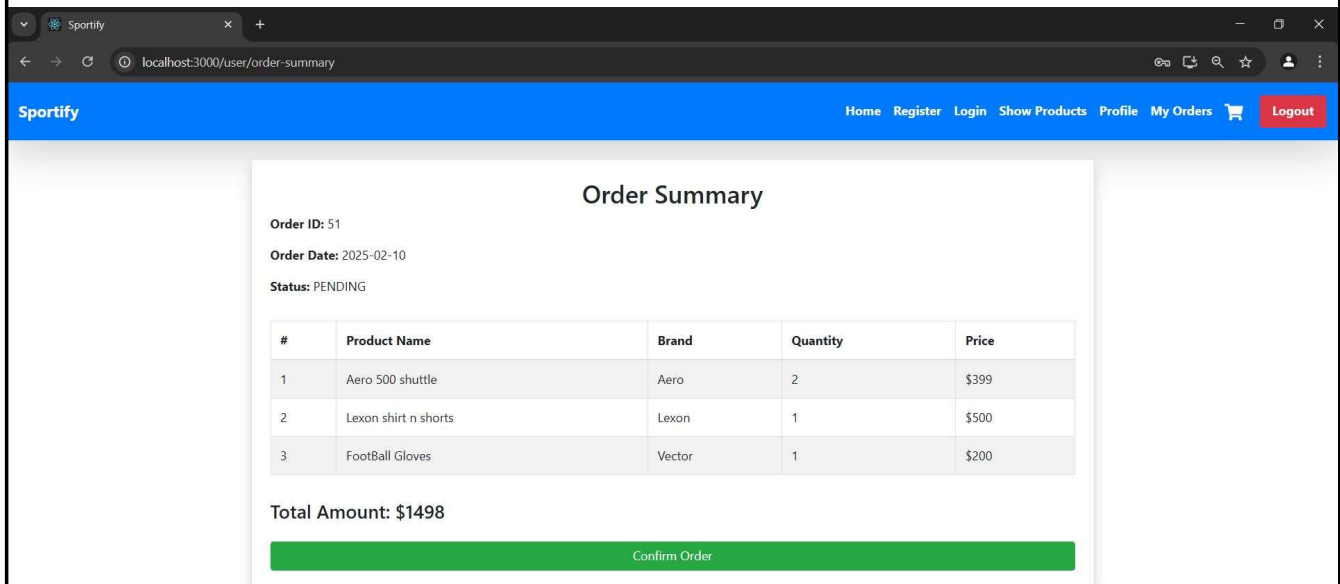 Sportify
localhost:3000/user/order-summary
Sportify Home Register Login Show Products Profile My Orders Logout
Order Summary
Order ID: 51
Order Date: 2025-02-10
Status: PENDING
# Product Name Brand Quantity Price
1 Aero 500 shuttle Aero 2 $399
2 Lexon shirt n shorts Lexon 1 $500
3 FootBall Gloves Vector 1 $200
Total Amount: $1498
Confirm Order